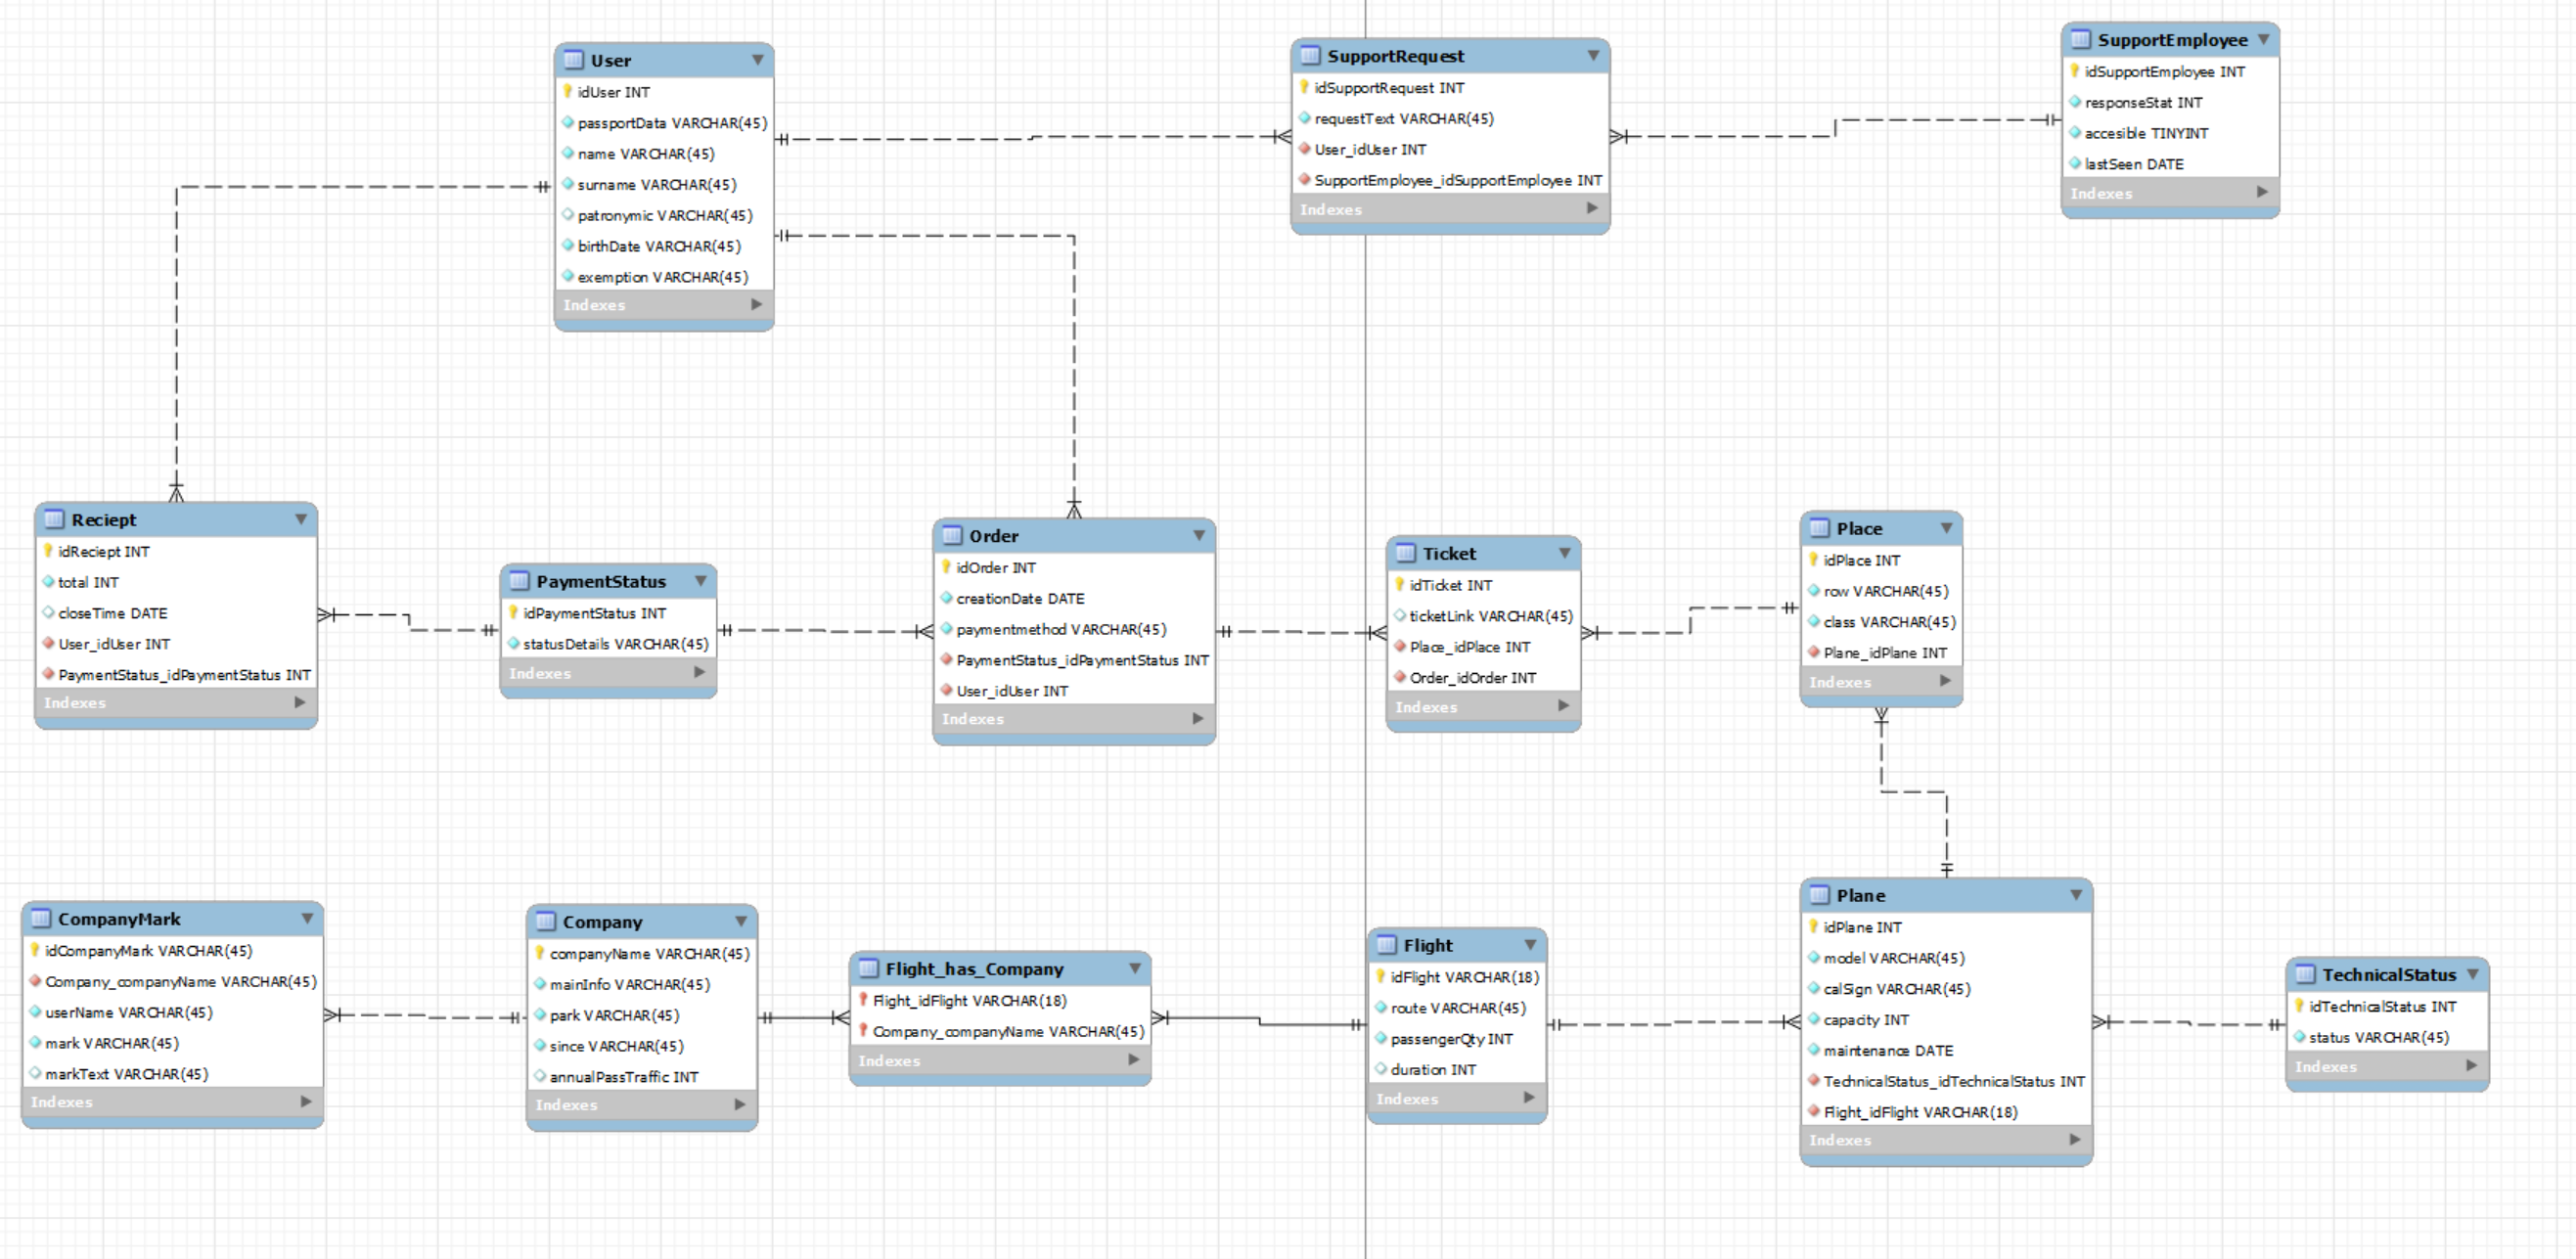 User
idUser INT
passportData VARCHAR(45)
name VARCHAR(45)
surname VARCHAR(45)
patronymic VARCHAR(45)
birthDate VARCHAR(45)
exemption VARCHAR(45)
Indexes
SupportRequest
idSupportRequest INT
requestText VARCHAR(45)
User_idUser INT
SupportEmployee_idSupportEmployee INT
Indexes
SupportEmployee
idSupportEmployee INT
responseStat INT
accesible TINYINT
lastSeen DATE
Indexes
Reciept
idReciept INT
total INT
closeTime DATE
User_idUser INT
PaymentStatus_idPaymentStatus INT
Indexes
PaymentStatus
idPaymentStatus INT
statusDetails VARCHAR(45)
Indexes
Order
idOrder INT
creationDate DATE
paymentmethod VARCHAR(45)
PaymentStatus_idPaymentStatus INT
User_idUser INT
Indexes
Ticket
idTicket INT
ticketLink VARCHAR(45)
Place_idPlace INT
Order_idOrder INT
Indexes
Place
idPlace INT
row VARCHAR(45)
class VARCHAR(45)
Plane_idPlane INT
Indexes
CompanyMark
idCompanyMark VARCHAR(45)
Company_companyName VARCHAR(45)
userName VARCHAR(45)
mark VARCHAR(45)
markText VARCHAR(45)
Indexes
Company
companyName VARCHAR(45)
mainInfo VARCHAR(45)
park VARCHAR(45)
since VARCHAR(45)
annualPassTraffic INT
Indexes
Flight_has_Company
Flight_idFlight VARCHAR(18)
Company_companyName VARCHAR(45)
Indexes
Flight
idFlight VARCHAR(18)
route VARCHAR(45)
passengerQty INT
duration INT
Indexes
Plane
idPlane INT
model VARCHAR(45)
calSign VARCHAR(45)
capacity INT
maintenance DATE
TechnicalStatus_idTechnicalStatus INT
Flight_idFlight VARCHAR(18)
Indexes
TechnicalStatus
idTechnicalStatus INT
status VARCHAR(45)
Indexes